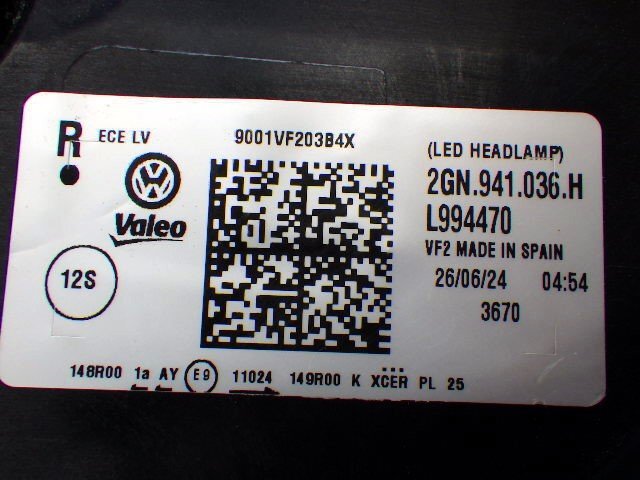 R ECE LV 9001VF203B4X
(LED HEADLAMP)
2GN.941.036.H
Valeo
L994470
VF2 MADE IN SPAIN
12S
26/06/24 04:54
3670
148R00 1a AY E9 11024 149R00 K XCER PL 25